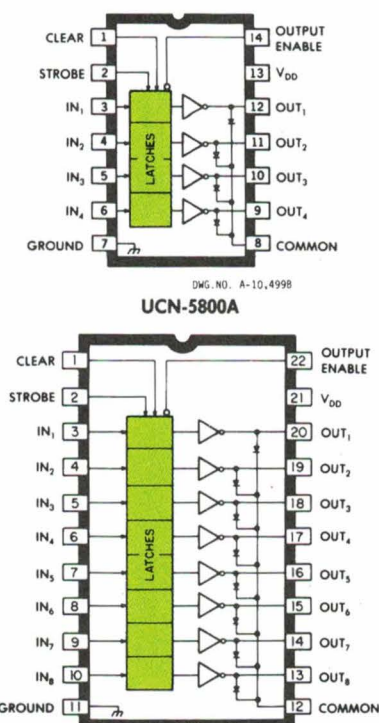 CLEAR 1 14 OUTPUT ENABLE
STROBE 2 13 V_DD
IN₁ 3 12 OUT₁
IN₂ 4 11 OUT₂
IN₃ 5 10 OUT₃
IN₄ 6 9 OUT₄
GROUND 7 8 COMMON
LATCHES
DWG.NO. A-10,499B
UCN-5800A
CLEAR 1 22 OUTPUT ENABLE
STROBE 2 21 V_DD
IN₁ 3 20 OUT₁
IN₂ 4 19 OUT₂
IN₃ 5 18 OUT₃
IN₄ 6 17 OUT₄
IN₅ 7 16 OUT₅
IN₆ 8 15 OUT₆
IN₇ 9 14 OUT₇
IN₈ 10 13 OUT₈
GROUND 11 12 COMMON
LATCHES